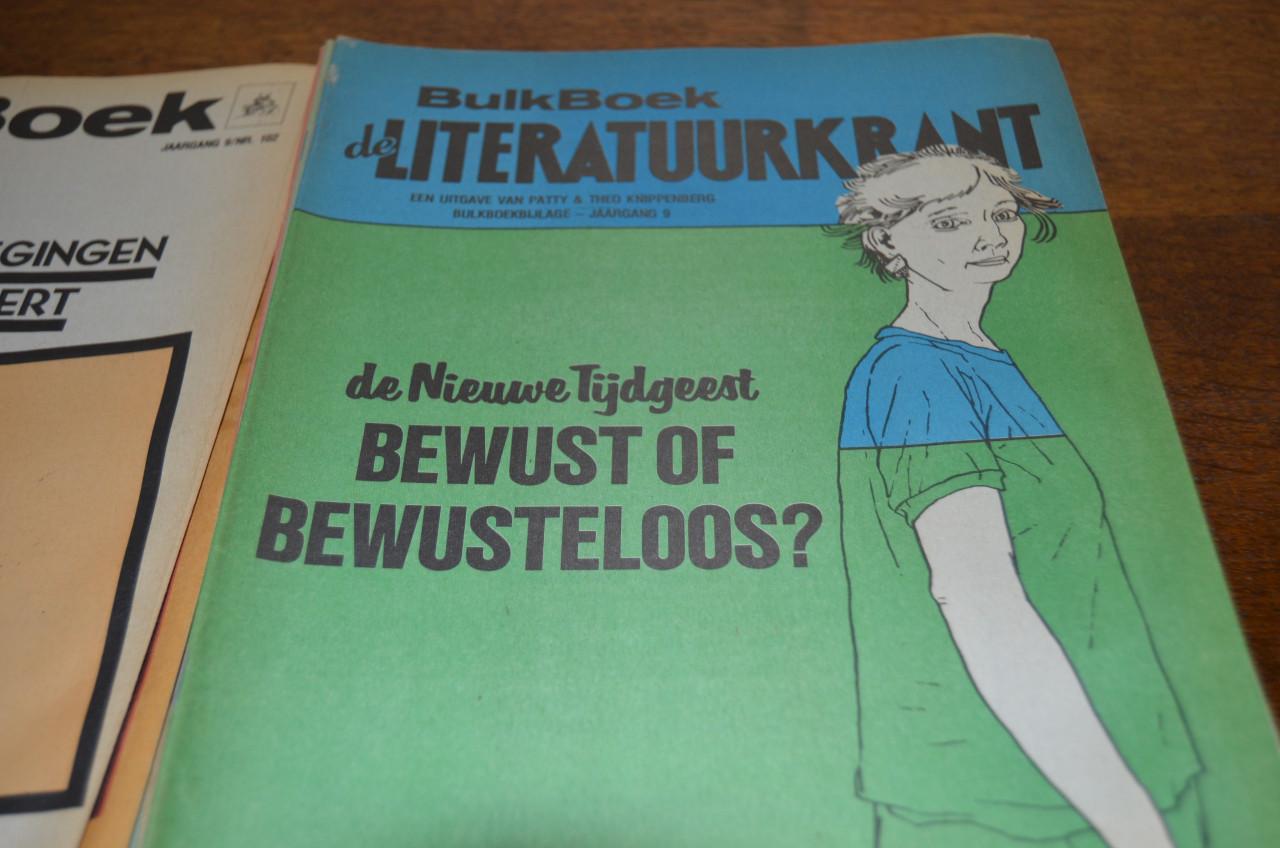 Boek
JAARGANG 9/NR. 102
GINGEN
ERT
BulkBoek
de LITERATUURKRANT
EEN UITGAVE VAN PATTY & THEO KNIPPENBERG
BULKBOEKBIJLAGE – JAARGANG 9
de Nieuwe Tijdgeest
BEWUST OF
BEWUSTELOOS?